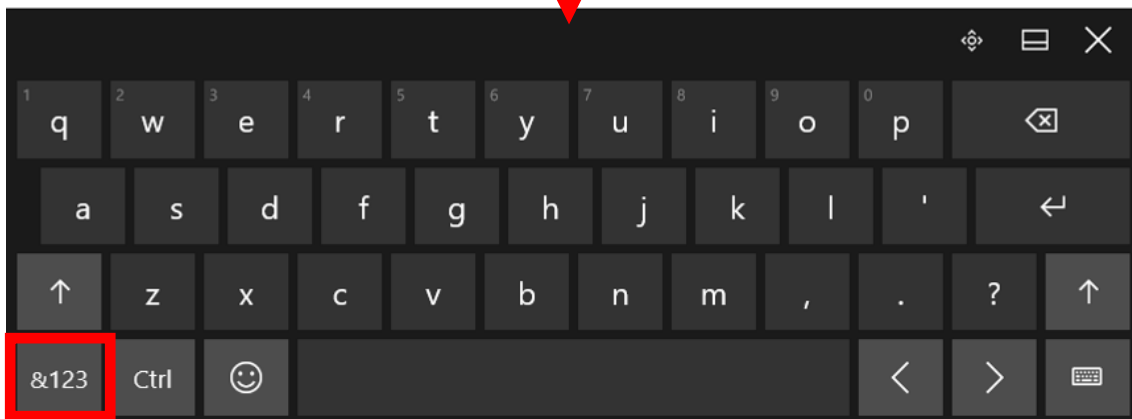 1 2 3 4 5 6 7 8 9 0
q w e r t y u i o p
a s d f g h j k l '
z x c v b n m , . ?
&123 Ctrl < >